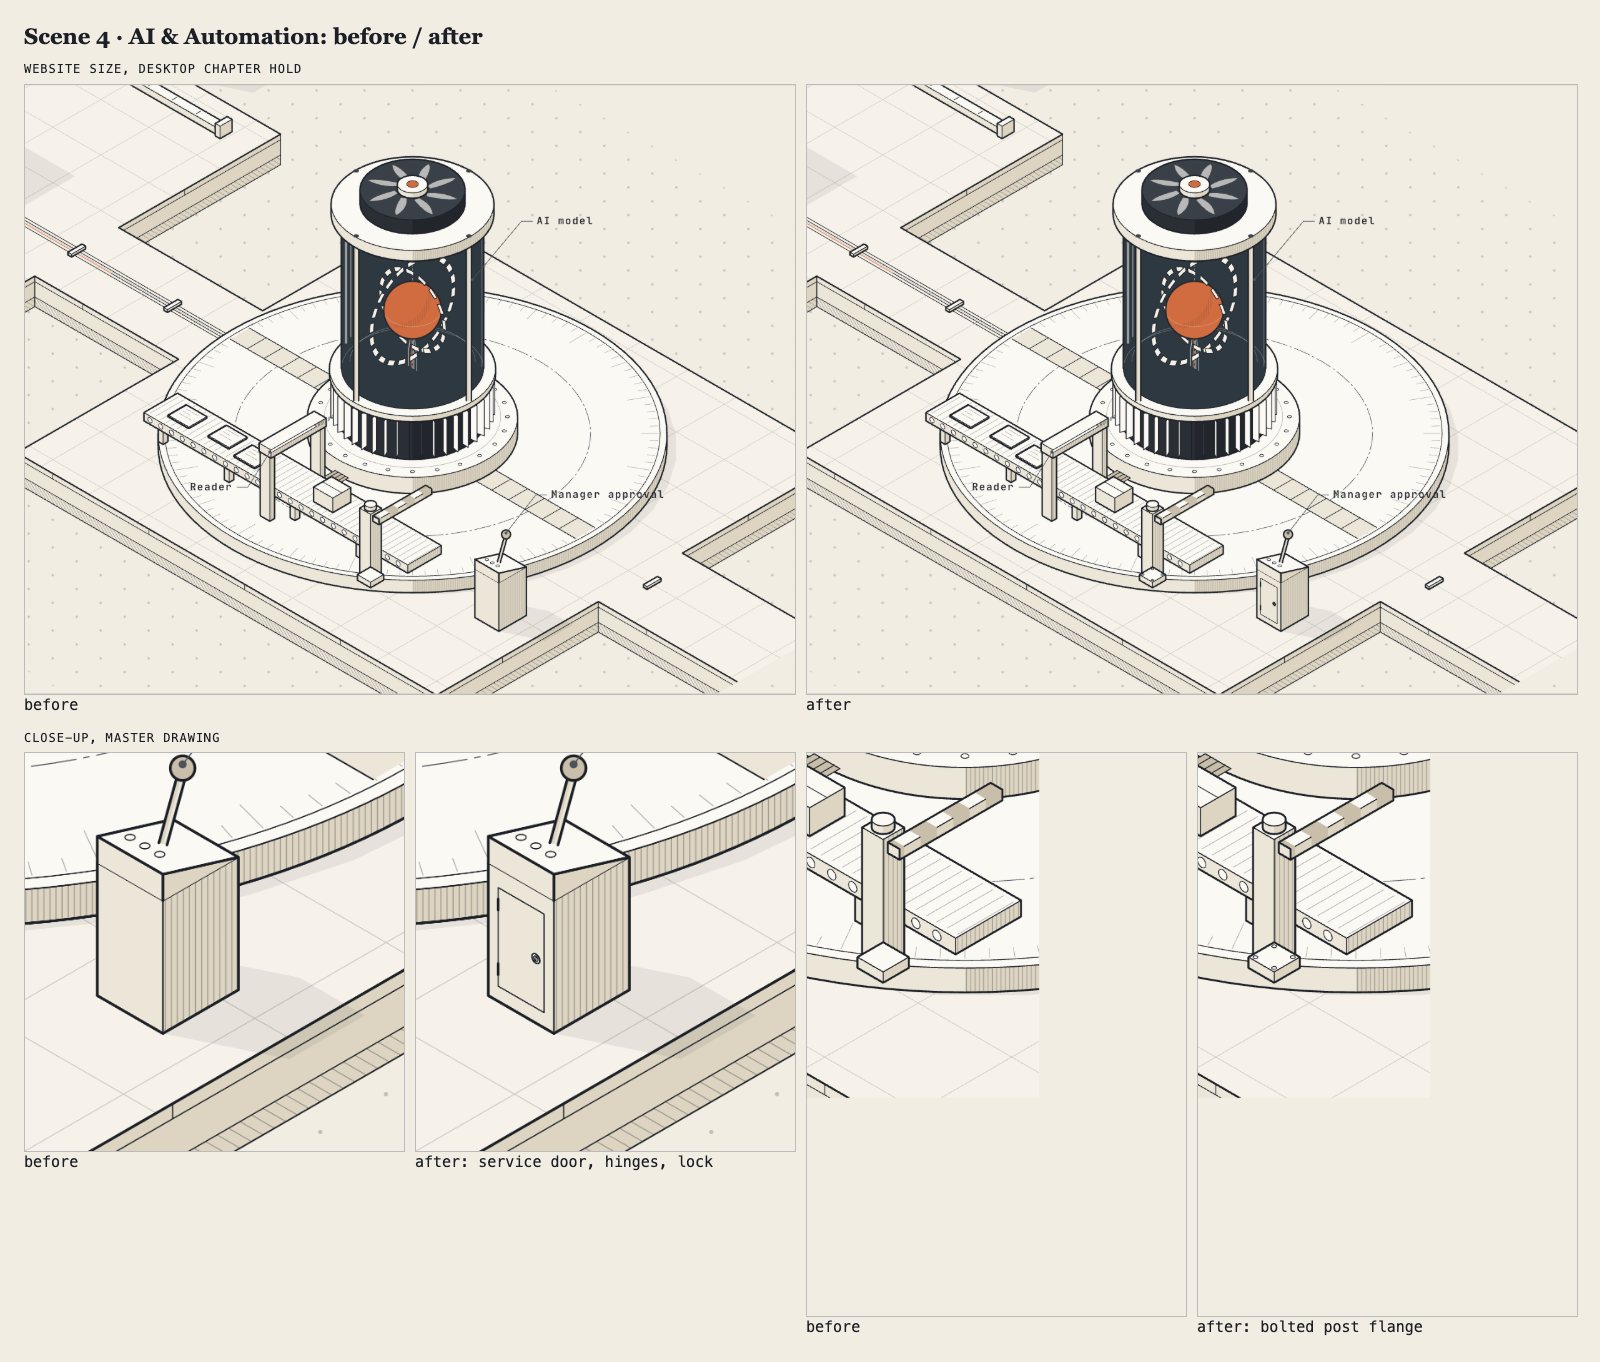 Scene 4 · AI & Automation: before / after
WEBSITE SIZE, DESKTOP CHAPTER HOLD
AI model
Reader
Manager approval
AI model
Reader
Manager approval
before
after
CLOSE-UP, MASTER DRAWING
before
after: service door, hinges, lock
before
after: bolted post flange